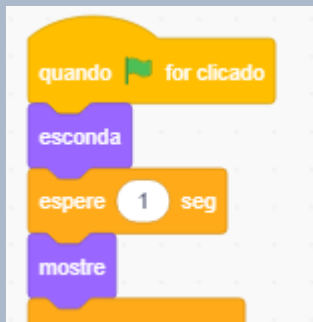 quando for clicado
esconda
espere 1 seg
mostre